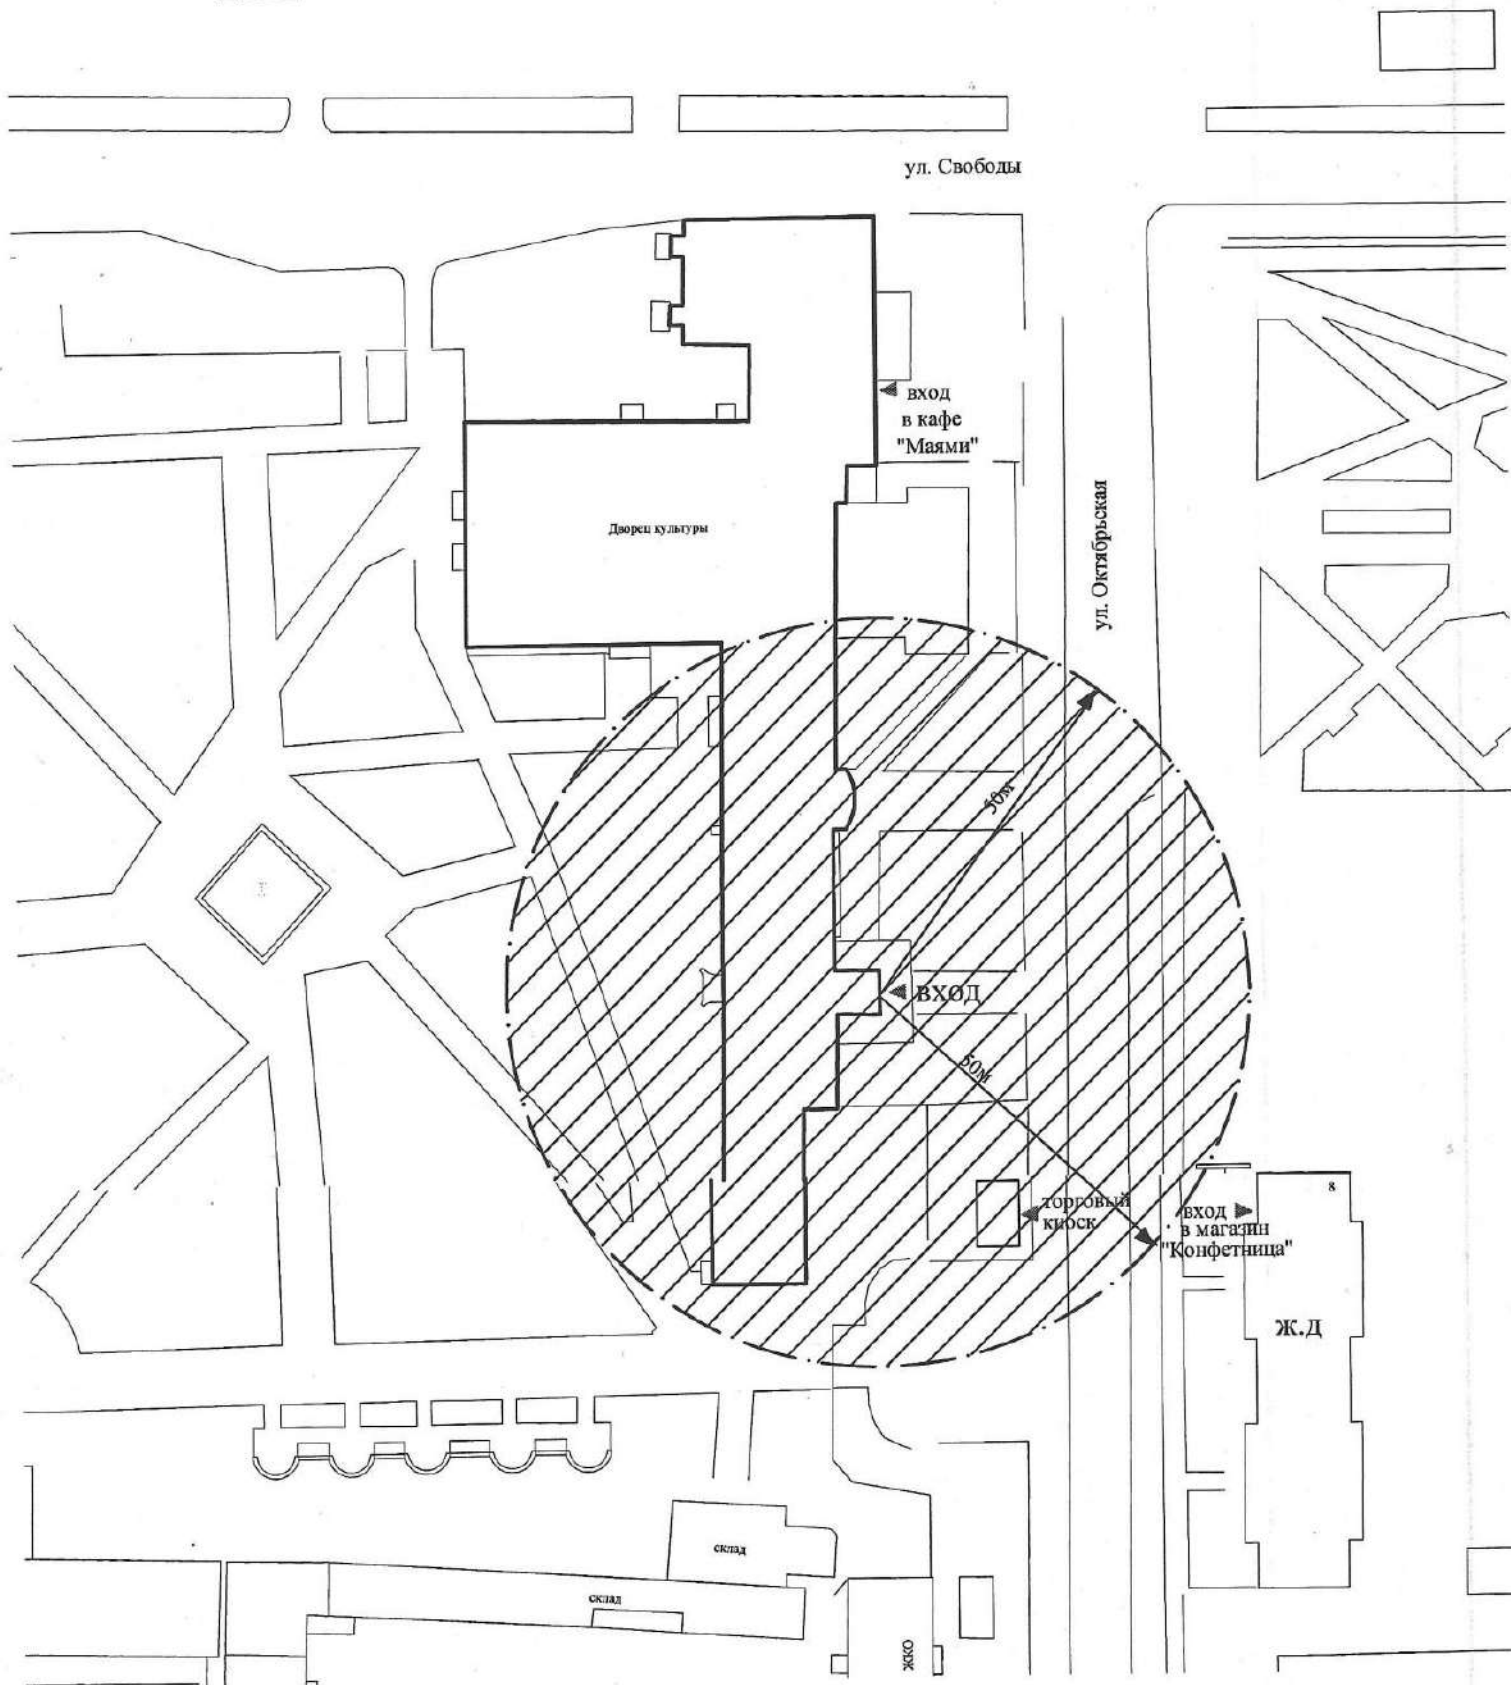 ул. Свободы
вход
в кафе
"Маями"
Дворец культуры
ул. Октябрьская
50м
ВХОД
50м
торговый
киоск
вход
в магазин
"Конфетница"
8
Ж.Д
склад
склад
ЖКО